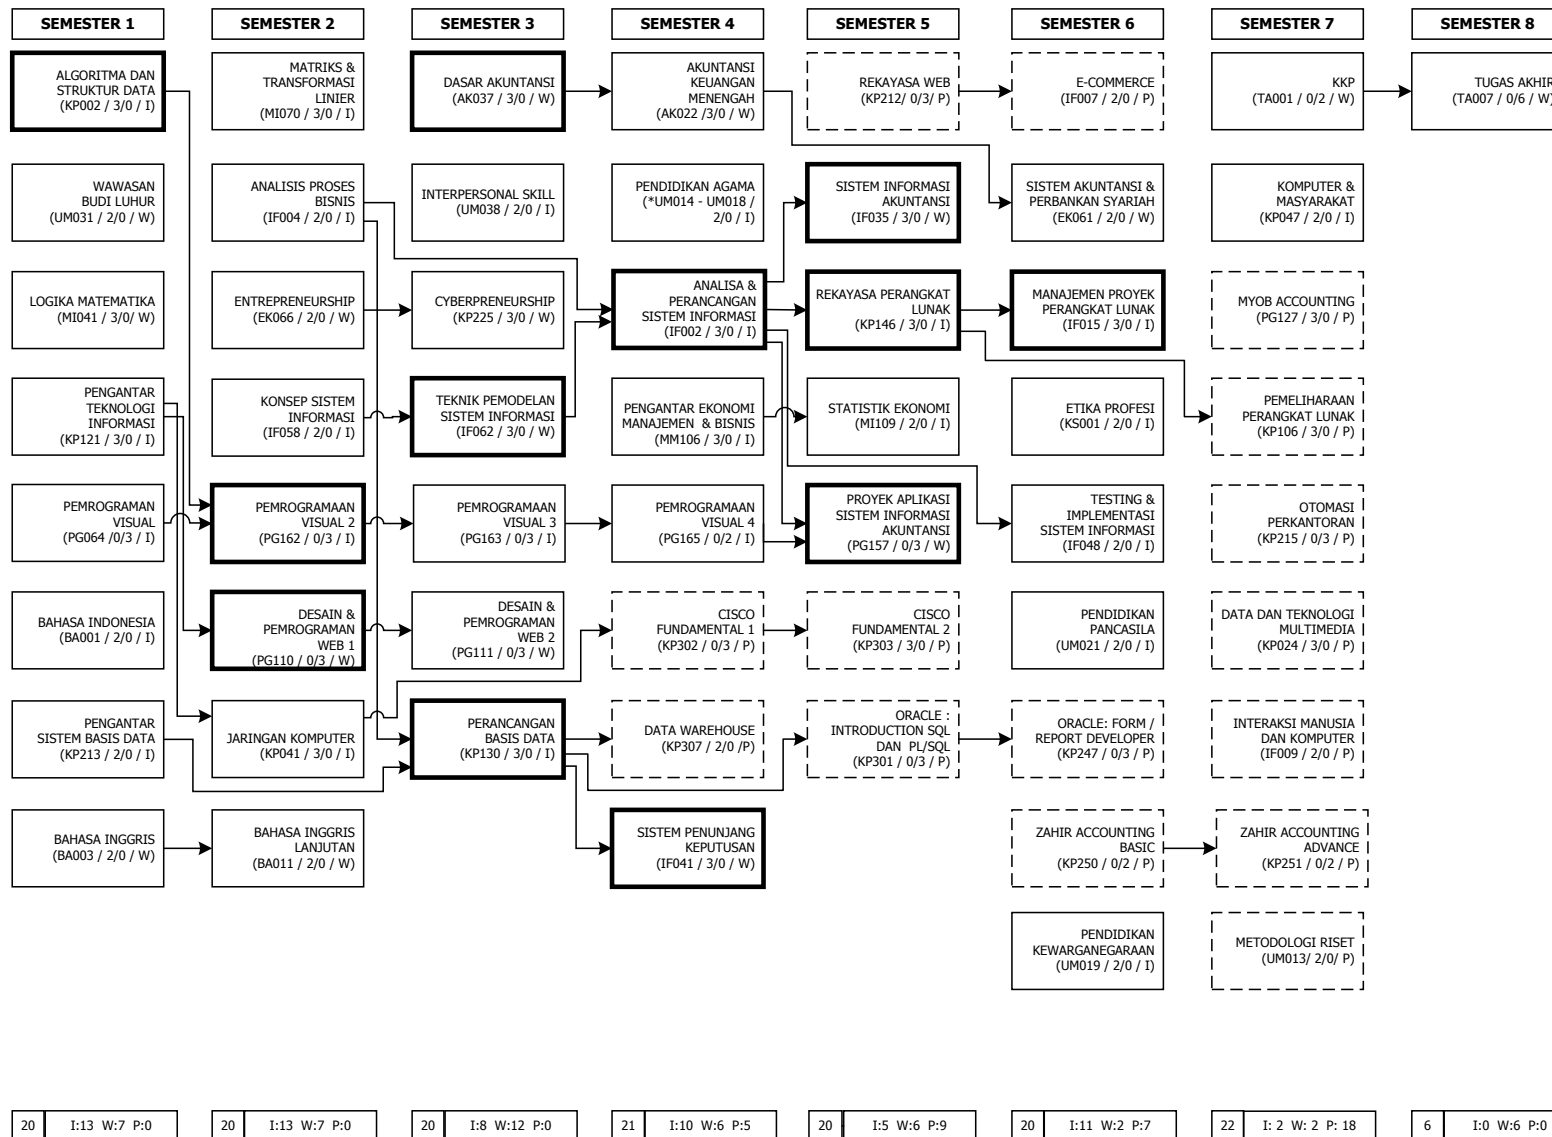 SEMESTER 1
ALGORITMA DAN
STRUKTUR DATA
(KP002 / 3/0 / I)
WAWASAN
BUDI LUHUR
(UM031 / 2/0 / W)
LOGIKA MATEMATIKA
(MI041 / 3/0/ W)
PENGANTAR
TEKNOLOGI
INFORMASI
(KP121 / 3/0 / I)
PEMROGRAMAN
VISUAL
(PG064 /0/3 / I)
BAHASA INDONESIA
(BA001 / 2/0 / I)
PENGANTAR
SISTEM BASIS DATA
(KP213 / 2/0 / I)
BAHASA INGGRIS
(BA003 / 2/0 / W)
20 I:13 W:7 P:0
SEMESTER 2
MATRIKS &
TRANSFORMASI
LINIER
(MI070 / 3/0 / I)
ANALISIS PROSES
BISNIS
(IF004 / 2/0 / I)
ENTREPRENEURSHIP
(EK066 / 2/0 / W)
KONSEP SISTEM
INFORMASI
(IF058 / 2/0 / I)
PEMROGRAMAAN
VISUAL 2
(PG162 / 0/3 / I)
DESAIN &
PEMROGRAMAN
WEB 1
(PG110 / 0/3 / W)
JARINGAN KOMPUTER
(KP041 / 3/0 / I)
BAHASA INGGRIS
LANJUTAN
(BA011 / 2/0 / W)
20 I:13 W:7 P:0
SEMESTER 3
DASAR AKUNTANSI
(AK037 / 3/0 / W)
INTERPERSONAL SKILL
(UM038 / 2/0 / I)
CYBERPRENEURSHIP
(KP225 / 3/0 / W)
TEKNIK PEMODELAN
SISTEM INFORMASI
(IF062 / 3/0 / W)
PEMROGRAMAAN
VISUAL 3
(PG163 / 0/3 / I)
DESAIN &
PEMROGRAMAN
WEB 2
(PG111 / 0/3 / W)
PERANCANGAN
BASIS DATA
(KP130 / 3/0 / I)
20 I:8 W:12 P:0
SEMESTER 4
AKUNTANSI
KEUANGAN
MENENGAH
(AK022 /3/0 / W)
PENDIDIKAN AGAMA
(*UM014 - UM018 /
2/0 / I)
ANALISA &
PERANCANGAN
SISTEM INFORMASI
(IF002 / 3/0 / I)
PENGANTAR EKONOMI
MANAJEMEN & BISNIS
(MM106 / 3/0 / I)
PEMROGRAMAAN
VISUAL 4
(PG165 / 0/2 / I)
CISCO
FUNDAMENTAL 1
(KP302 / 0/3 / P)
DATA WAREHOUSE
(KP307 / 2/0 /P)
SISTEM PENUNJANG
KEPUTUSAN
(IF041 / 3/0 / W)
21 I:10 W:6 P:5
SEMESTER 5
REKAYASA WEB
(KP212/ 0/3/ P)
SISTEM INFORMASI
AKUNTANSI
(IF035 / 3/0 / W)
REKAYASA PERANGKAT
LUNAK
(KP146 / 3/0 / I)
STATISTIK EKONOMI
(MI109 / 2/0 / I)
PROYEK APLIKASI
SISTEM INFORMASI
AKUNTANSI
(PG157 / 0/3 / W)
CISCO
FUNDAMENTAL 2
(KP303 / 3/0 / P)
ORACLE :
INTRODUCTION SQL
DAN PL/SQL
(KP301 / 0/3 / P)
20 I:5 W:6 P:9
SEMESTER 6
E-COMMERCE
(IF007 / 2/0 / P)
SISTEM AKUNTANSI &
PERBANKAN SYARIAH
(EK061 / 2/0 / W)
MANAJEMEN PROYEK
PERANGKAT LUNAK
(IF015 / 3/0 / I)
ETIKA PROFESI
(KS001 / 2/0 / I)
TESTING &
IMPLEMENTASI
SISTEM INFORMASI
(IF048 / 2/0 / I)
PENDIDIKAN
PANCASILA
(UM021 / 2/0 / I)
ORACLE: FORM /
REPORT DEVELOPER
(KP247 / 0/3 / P)
ZAHIR ACCOUNTING
BASIC
(KP250 / 0/2 / P)
PENDIDIKAN
KEWARGANEGARAAN
(UM019 / 2/0 / I)
20 I:11 W:2 P:7
SEMESTER 7
KKP
(TA001 / 0/2 / W)
KOMPUTER &
MASYARAKAT
(KP047 / 2/0 / I)
MYOB ACCOUNTING
(PG127 / 3/0 / P)
PEMELIHARAAN
PERANGKAT LUNAK
(KP106 / 3/0 / P)
OTOMASI
PERKANTORAN
(KP215 / 0/3 / P)
DATA DAN TEKNOLOGI
MULTIMEDIA
(KP024 / 3/0 / P)
INTERAKSI MANUSIA
DAN KOMPUTER
(IF009 / 2/0 / P)
ZAHIR ACCOUNTING
ADVANCE
(KP251 / 0/2 / P)
METODOLOGI RISET
(UM013/ 2/0/ P)
22 I: 2 W: 2 P: 18
SEMESTER 8
TUGAS AKHIR
(TA007 / 0/6 / W)
6 I:0 W:6 P:0